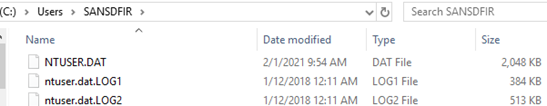 (C:) > Users > SANSDFIR > Search SANSDFIR
Name Date modified Type Size
NTUSER.DAT 2/1/2021 9:54 AM DAT File 2,048 KB
ntuser.dat.LOG1 1/12/2018 12:11 AM LOG1 File 384 KB
ntuser.dat.LOG2 1/12/2018 12:11 AM LOG2 File 513 KB